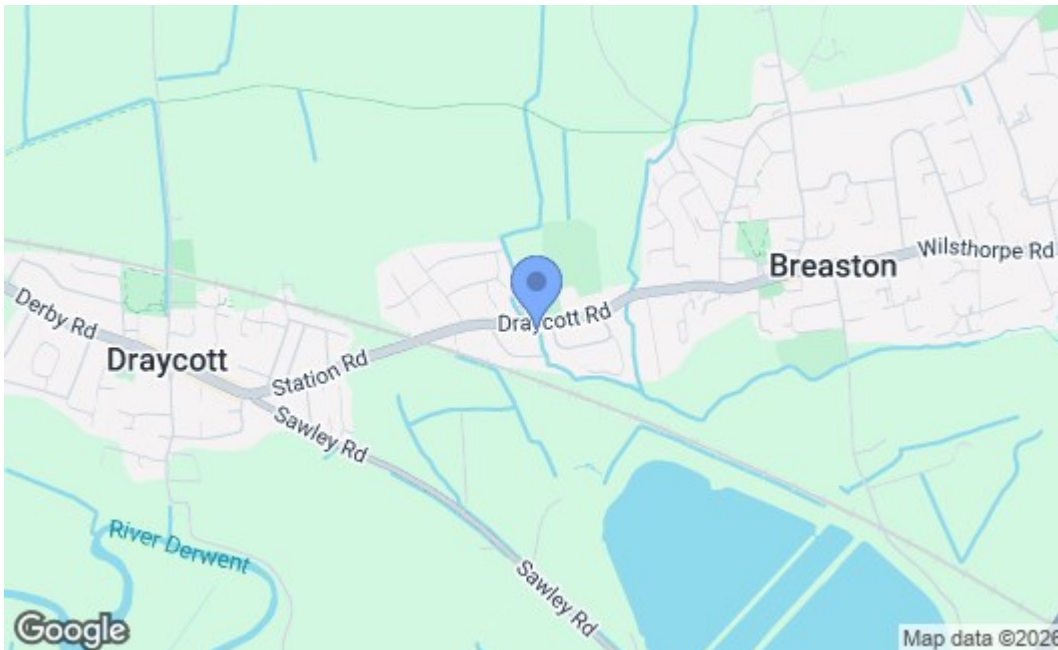 Wilsthorpe Rd
Breaston
Derby Rd
Draycott Rd
Draycott
Station Rd
Sawley Rd
River Derwent
Sawley Rd
Google
Map data ©2026